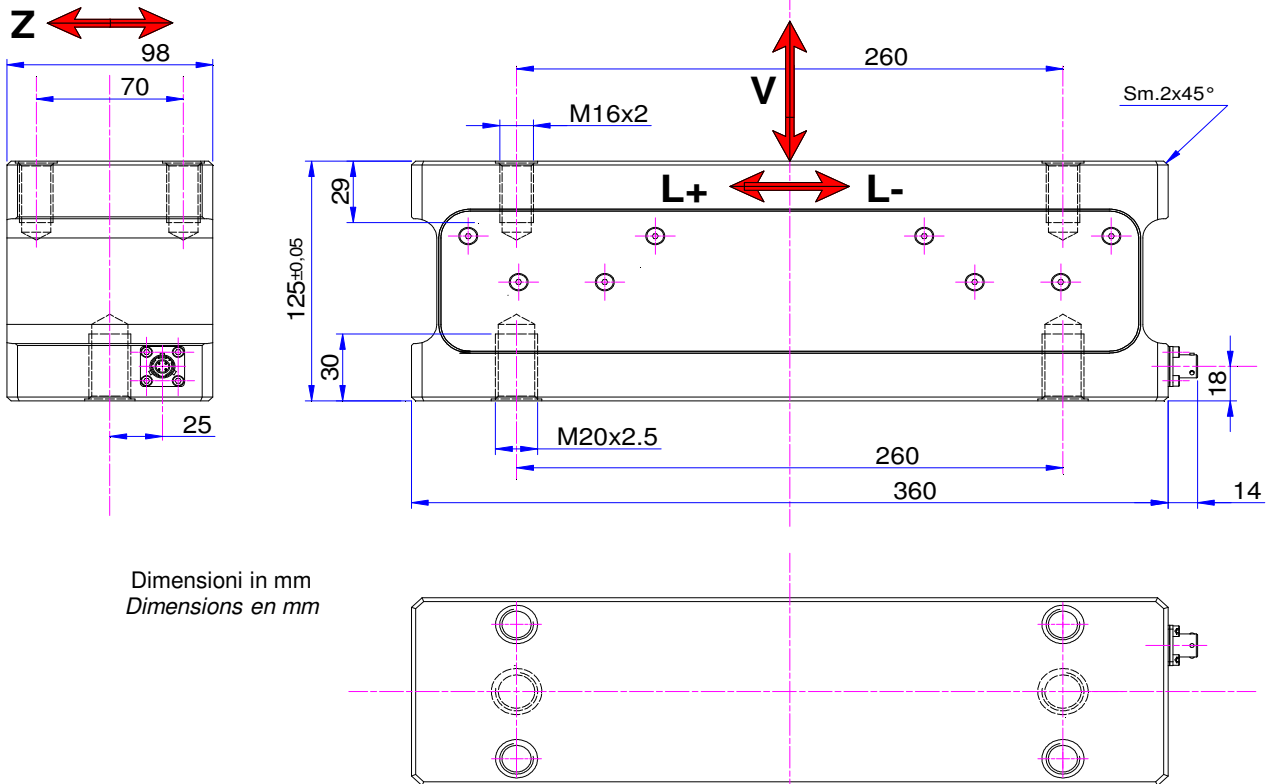 Z
98
70
V
260
Sm.2x45°
M16x2
29
L+ L-
125±0,05
30
18
25
M20x2.5
260
360
14
Dimensioni in mm
Dimensions en mm